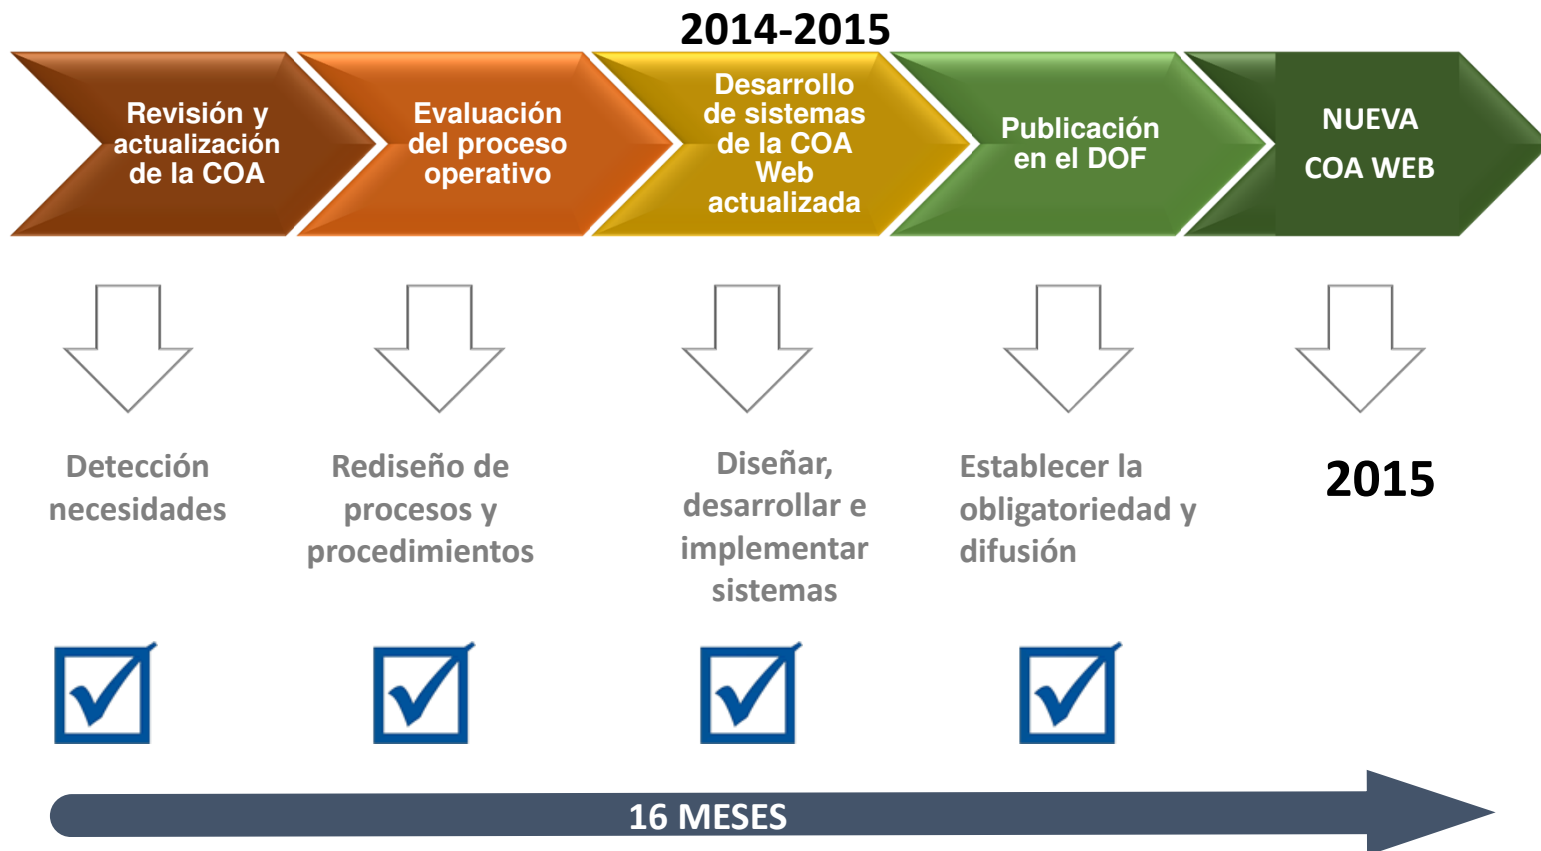 2014-2015
Revisión y
actualización
de la COA
Evaluación
del proceso
operativo
Desarrollo
de sistemas
de la COA
Web
actualizada
Publicación
en el DOF
NUEVA
COA WEB
Detección
necesidades
Rediseño de
procesos y
procedimientos
Diseñar,
desarrollar e
implementar
sistemas
Establecer la
obligatoriedad y
difusión
2015
16 MESES